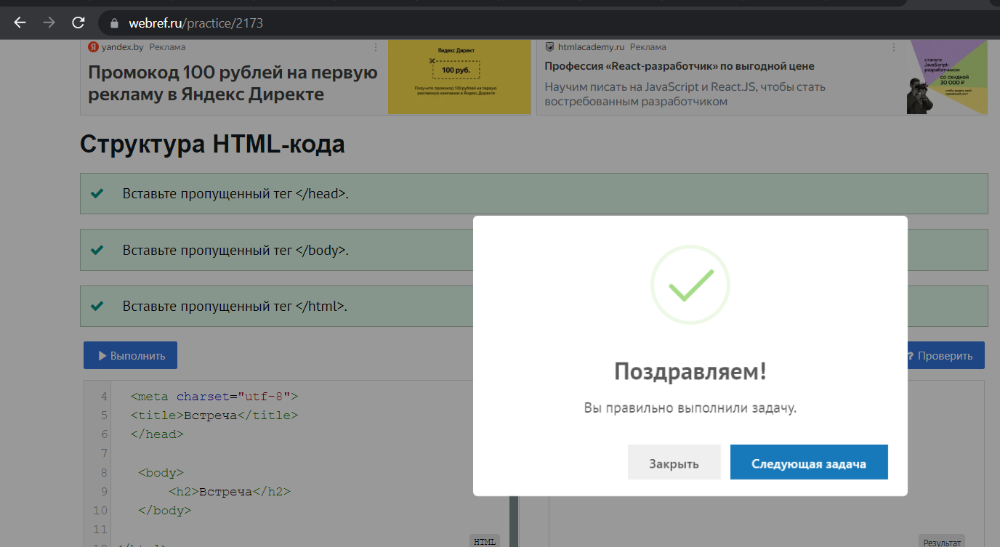 webref.ru/practice/2173
yandex.by Реклама
Промокод 100 рублей на первую
рекламу в Яндекс Директе
Яндекс Директ
100 руб.
Получите промокод 100 рублей на первую
рекламную кампанию в Яндекс.Директе
htmlacademy.ru Реклама
Профессия «React-разработчик» по выгодной цене
Научим писать на JavaScript и React.JS, чтобы стать
востребованным разработчиком
станьте
JavaScript-
разработчиком
со скидкой
30 000 ₽
Структура HTML-кода
Вставьте пропущенный тег </head>.
Вставьте пропущенный тег </body>.
Вставьте пропущенный тег </html>.
Выполнить
? Проверить
4 <meta charset="utf-8">
5 <title>Встреча</title>
6 </head>
7
8 <body>
9 <h2>Встреча</h2>
10 </body>
11
HTML
Результат
Поздравляем!
Вы правильно выполнили задачу.
Закрыть
Следующая задача